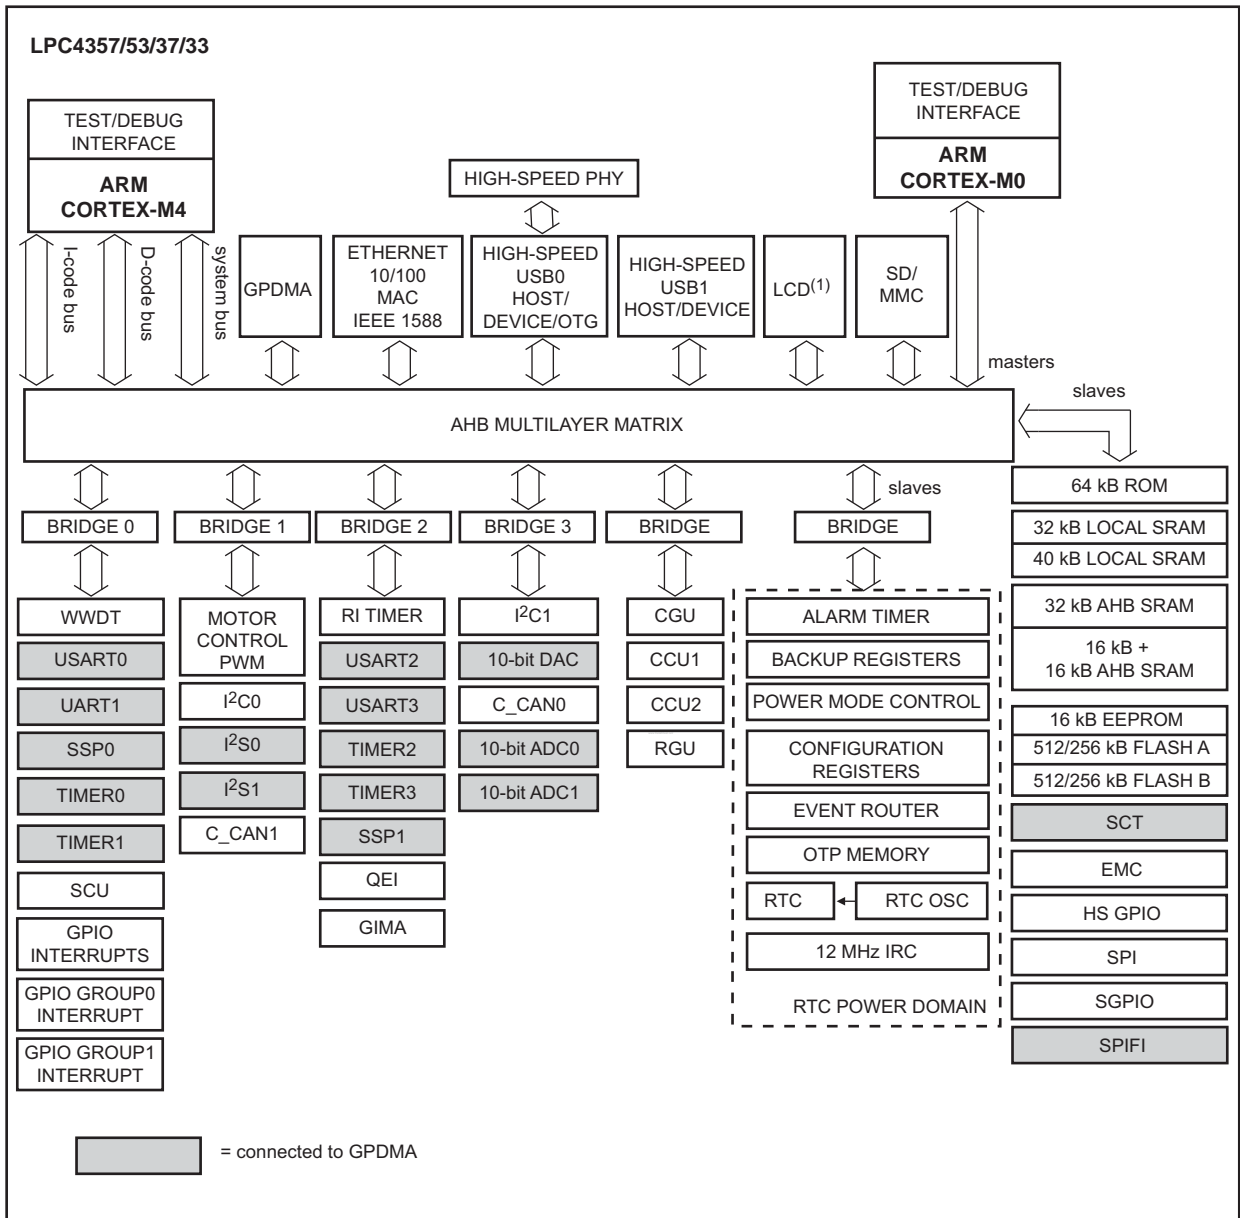 LPC4357/53/37/33
TEST/DEBUG
INTERFACE
ARM
CORTEX-M4
TEST/DEBUG
INTERFACE
ARM
CORTEX-M0
HIGH-SPEED PHY
I-code bus
D-code bus
system bus
GPDMA
ETHERNET
10/100
MAC
IEEE 1588
HIGH-SPEED
USB0
HOST/
DEVICE/OTG
HIGH-SPEED
USB1
HOST/DEVICE
LCD(1)
SD/
MMC
masters
slaves
AHB MULTILAYER MATRIX
slaves
BRIDGE 0
BRIDGE 1
BRIDGE 2
BRIDGE 3
BRIDGE
BRIDGE
WWDT
USART0
UART1
SSP0
TIMER0
TIMER1
SCU
GPIO
INTERRUPTS
GPIO GROUP0
INTERRUPT
GPIO GROUP1
INTERRUPT
MOTOR
CONTROL
PWM
I2C0
I2S0
I2S1
C_CAN1
RI TIMER
USART2
USART3
TIMER2
TIMER3
SSP1
QEI
GIMA
I2C1
10-bit DAC
C_CAN0
10-bit ADC0
10-bit ADC1
CGU
CCU1
CCU2
RGU
ALARM TIMER
BACKUP REGISTERS
POWER MODE CONTROL
CONFIGURATION
REGISTERS
EVENT ROUTER
OTP MEMORY
RTC
RTC OSC
12 MHz IRC
RTC POWER DOMAIN
64 kB ROM
32 kB LOCAL SRAM
40 kB LOCAL SRAM
32 kB AHB SRAM
16 kB +
16 kB AHB SRAM
16 kB EEPROM
512/256 kB FLASH A
512/256 kB FLASH B
SCT
EMC
HS GPIO
SPI
SGPIO
SPIFI
= connected to GPDMA